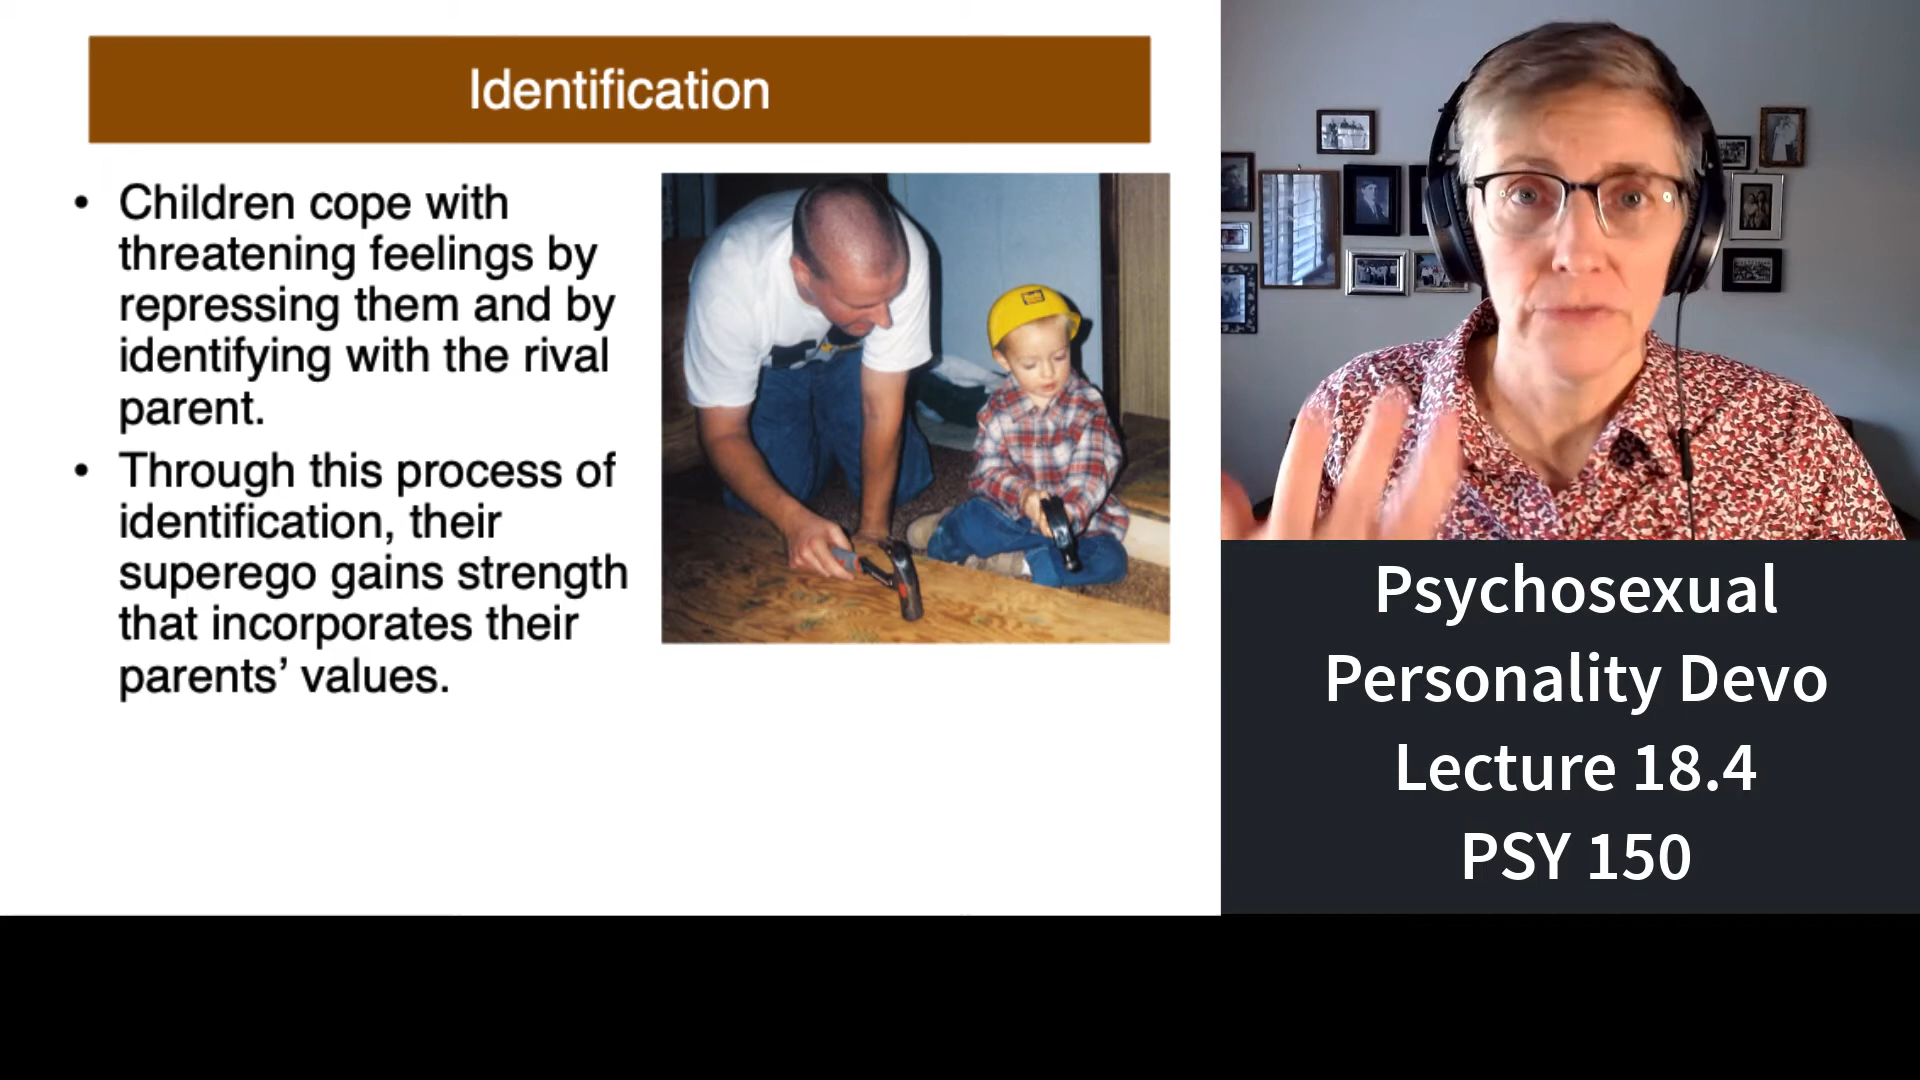 Identification
• Children cope with
threatening feelings by
repressing them and by
identifying with the rival
parent.
• Through this process of
identification, their
superego gains strength
that incorporates their
parents’ values.
Psychosexual
Personality Devo
Lecture 18.4
PSY 150